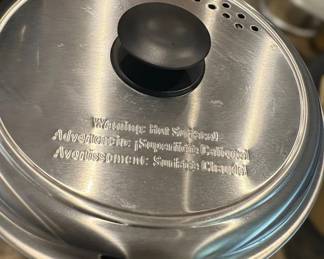 Warning: Hot Surface!
Advertencia: ¡Superficie Caliente!
Avertissement: Surface Chaude!